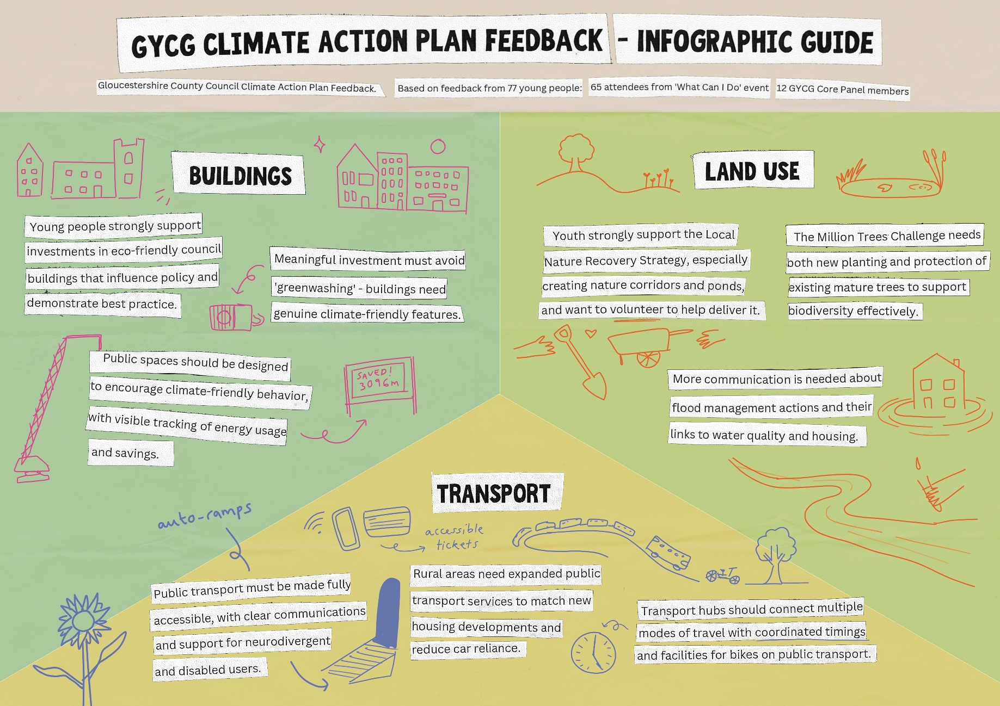 GYCG CLIMATE ACTION PLAN FEEDBACK - INFOGRAPHIC GUIDE
Gloucestershire County Council Climate Action Plan Feedback. Based on feedback from 77 young people: 65 attendees from 'What Can I Do' event 12 GYCG Core Panel members
BUILDINGS
Young people strongly support
investments in eco-friendly council
buildings that influence policy and
demonstrate best practice.
Meaningful investment must avoid
'greenwashing' - buildings need
genuine climate-friendly features.
Public spaces should be designed
to encourage climate-friendly behavior,
with visible tracking of energy usage
and savings.
SAVED!
3096m
LAND USE
Youth strongly support the Local
Nature Recovery Strategy, especially
creating nature corridors and ponds,
and want to volunteer to help deliver it.
The Million Trees Challenge needs
both new planting and protection of
existing mature trees to support
biodiversity effectively.
More communication is needed about
flood management actions and their
links to water quality and housing.
TRANSPORT
auto-ramps
accessible
tickets
Public transport must be made fully
accessible, with clear communications
and support for neurodivergent
and disabled users.
Rural areas need expanded public
transport services to match new
housing developments and
reduce car reliance.
Transport hubs should connect multiple
modes of travel with coordinated timings
and facilities for bikes on public transport.